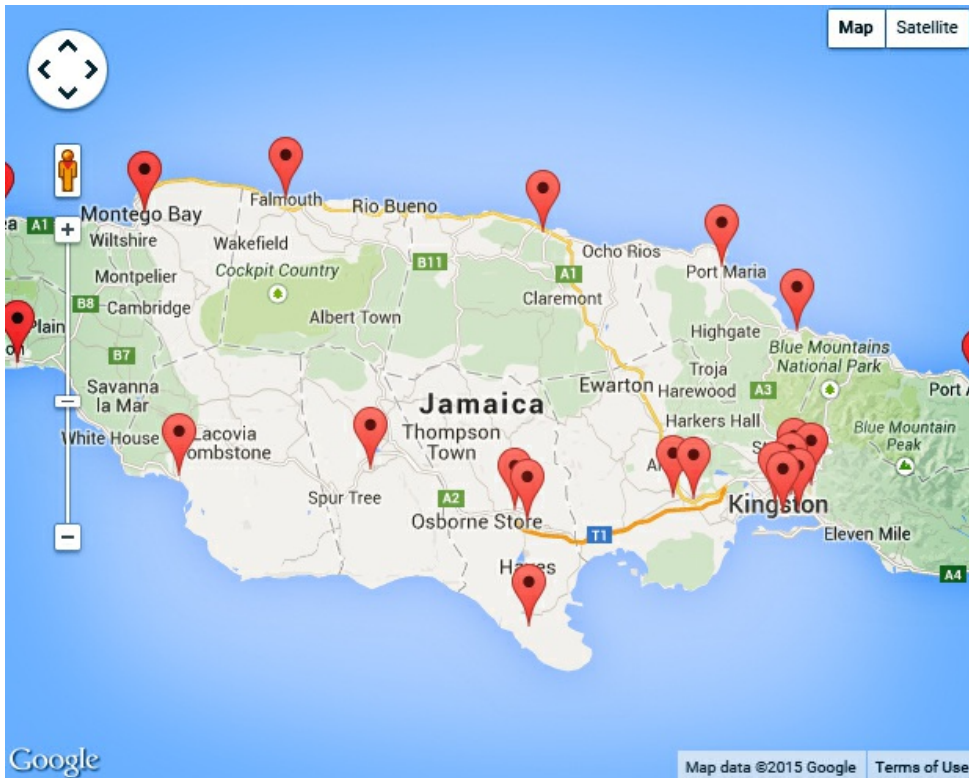 Map Satellite
Falmouth
Rio Bueno
Montego Bay
A1
Wiltshire
Wakefield
Ocho Rios
B11
Cockpit Country
Port Maria
Montpelier
A1
B8
Cambridge
Claremont
Albert Town
Plain
Highgate
Blue Mountains
National Park
B7
Troja
Savanna
la Mar
Ewarton
Harewood
A3
Port A
Jamaica
Harkers Hall
White House
Lacovia
Tombstone
Thompson
Town
Blue Mountain
Peak
Spur Tree
A2
Kingston
Osborne Store
T1
Eleven Mile
Hayes
A4
Google
Map data ©2015 Google Terms of Use